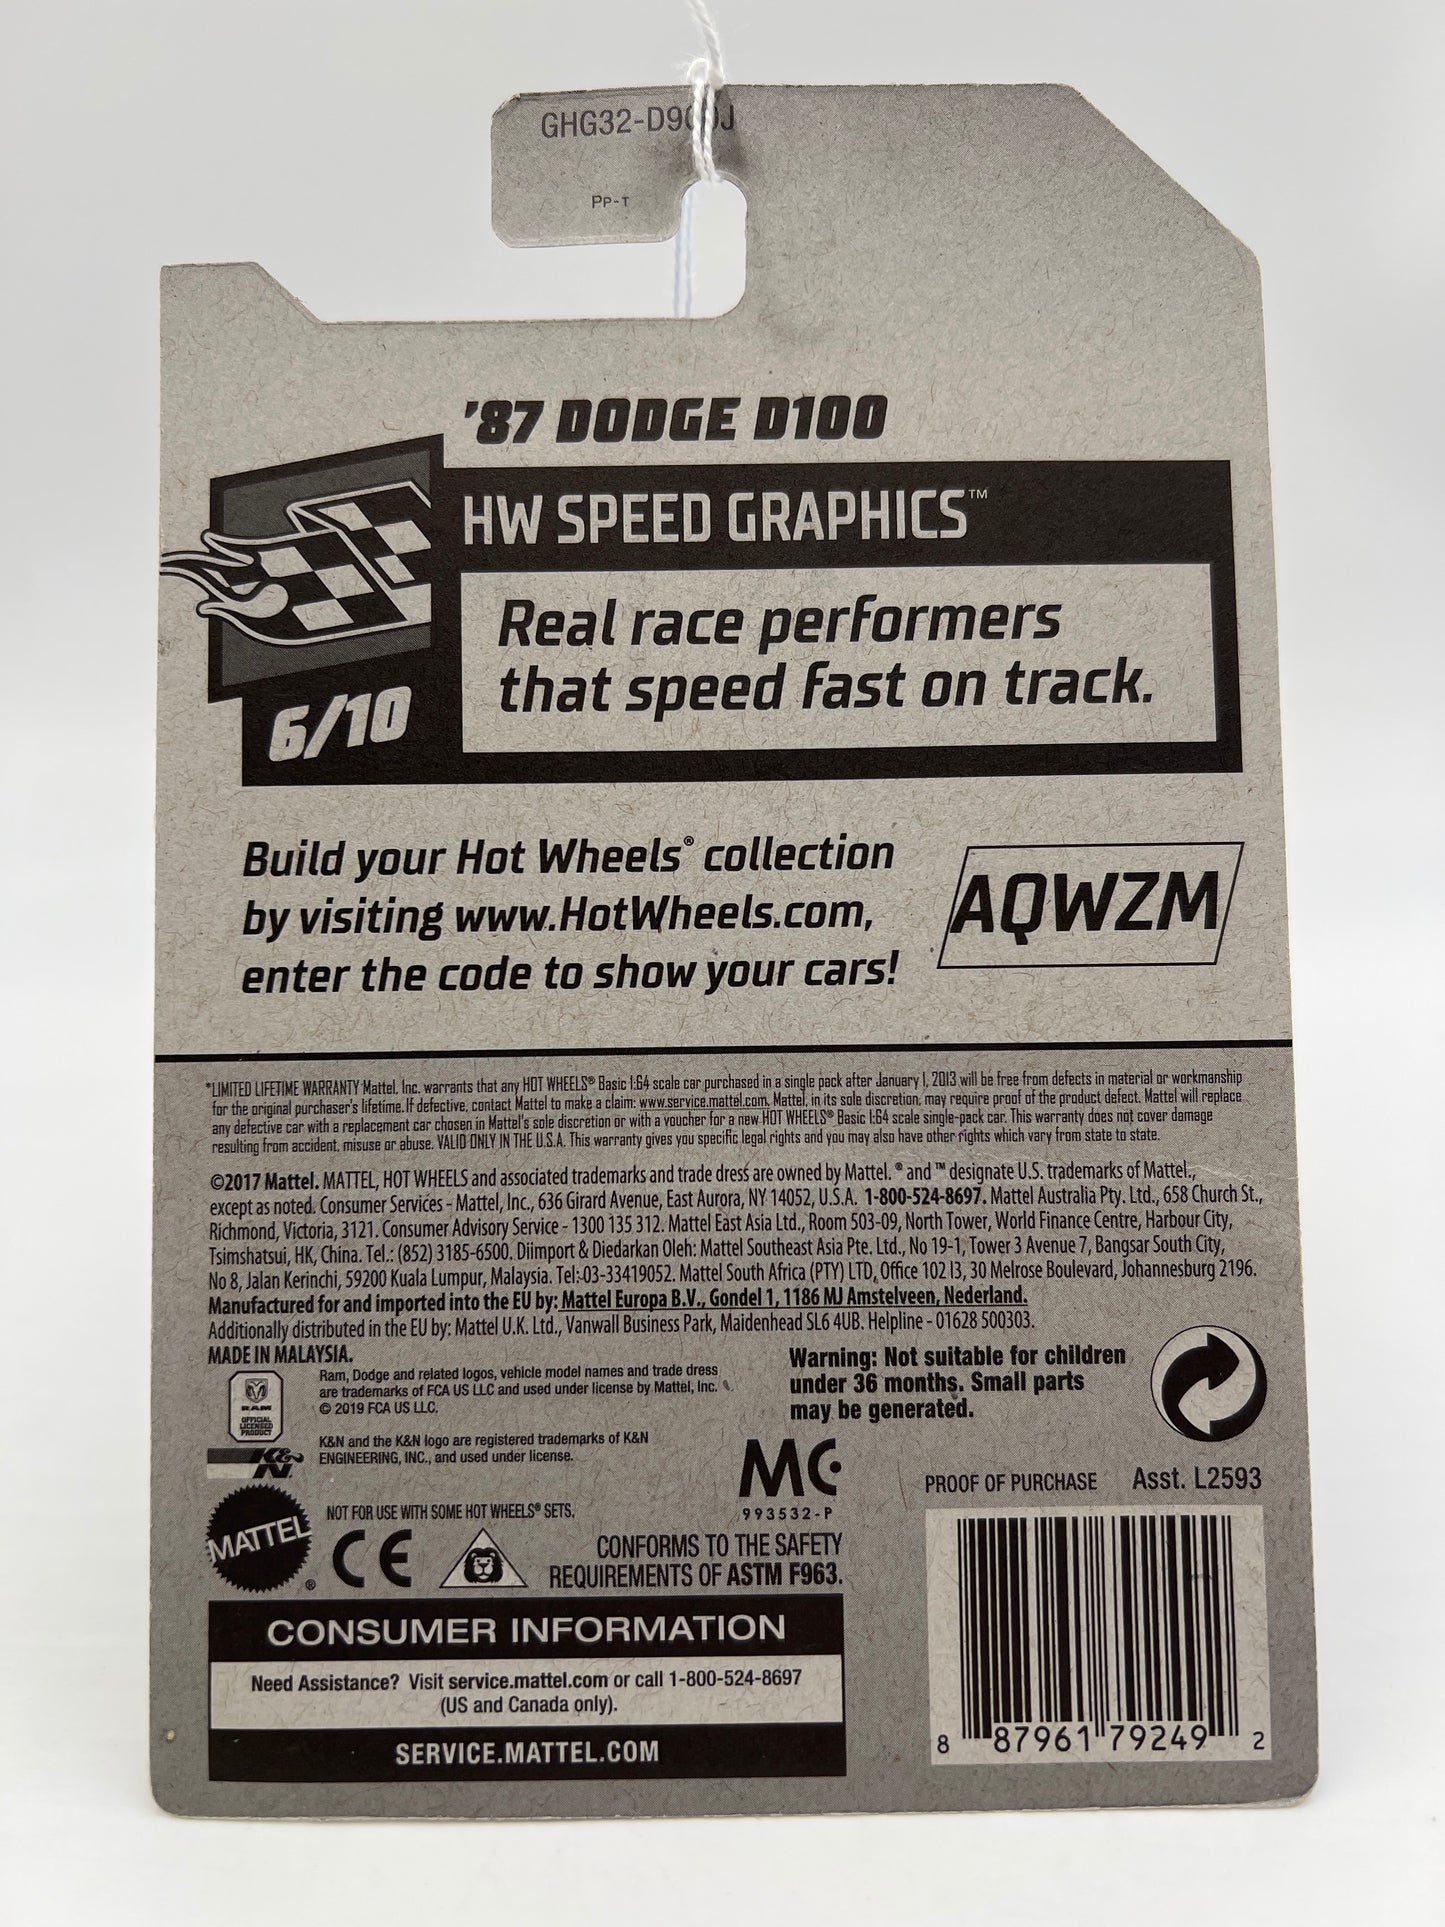 PP-T
'87 DODGE D100
HW SPEED GRAPHICS™
Real race performers
that speed fast on track.
6/10
Build your Hot Wheels® collection
by visiting www.HotWheels.com,
enter the code to show your cars!
AQWZM
*LIMITED LIFETIME WARRANTY Mattel, Inc. warrants that any HOT WHEELS® Basic 1:64 scale car purchased in a single pack after January 1, 2013 will be free from defects in material or workmanship
for the original purchaser's lifetime. If defective, contact Mattel to make a claim: www.service.mattel.com. Mattel, in its sole discretion, may require proof of the product defect. Mattel will replace
any defective car with a replacement car chosen in Mattel's sole discretion or with a voucher for a new HOT WHEELS® Basic 1:64 scale single-pack car. This warranty does not cover damage
resulting from accident, misuse or abuse. VALID ONLY IN THE U.S.A. This warranty gives you specific legal rights and you may also have other rights which vary from state to state.
©2017 Mattel. MATTEL, HOT WHEELS and associated trademarks and trade dress are owned by Mattel. ® and ™ designate U.S. trademarks of Mattel.,
except as noted. Consumer Services - Mattel, Inc., 636 Girard Avenue, East Aurora, NY 14052, U.S.A. 1-800-524-8697. Mattel Australia Pty. Ltd., 658 Church St.,
Richmond, Victoria, 3121. Consumer Advisory Service - 1300 135 312. Mattel East Asia Ltd., Room 503-09, North Tower, World Finance Centre, Harbour City,
Tsimshatsui, HK, China. Tel.: (852) 3185-6500. Diimport & Diedarkan Oleh: Mattel Southeast Asia Pte. Ltd., No 19-1, Tower 3 Avenue 7, Bangsar South City,
No 8, Jalan Kerinchi, 59200 Kuala Lumpur, Malaysia. Tel:-03-33419052. Mattel South Africa (PTY) LTD, Office 102 I3, 30 Melrose Boulevard, Johannesburg 2196.
Manufactured for and imported into the EU by: Mattel Europa B.V., Gondel 1, 1186 MJ Amstelveen, Nederland.
Additionally distributed in the EU by: Mattel U.K. Ltd., Vanwall Business Park, Maidenhead SL6 4UB. Helpline - 01628 500303.
MADE IN MALAYSIA.
RAM
OFFICIAL
LICENSED
PRODUCT
Ram, Dodge and related logos, vehicle model names and trade dress
are trademarks of FCA US LLC and used under license by Mattel, Inc.
© 2019 FCA US LLC.
Warning: Not suitable for children
under 36 months. Small parts
may be generated.
K&N
K&N and the K&N logo are registered trademarks of K&N
ENGINEERING, INC., and used under license.
MC
993532-P
PROOF OF PURCHASE Asst. L2593
MATTEL®
NOT FOR USE WITH SOME HOT WHEELS® SETS.
CE
CONFORMS TO THE SAFETY
REQUIREMENTS OF ASTM F963.
CONSUMER INFORMATION
Need Assistance? Visit service.mattel.com or call 1-800-524-8697
(US and Canada only).
SERVICE.MATTEL.COM
8 87961 79249 2